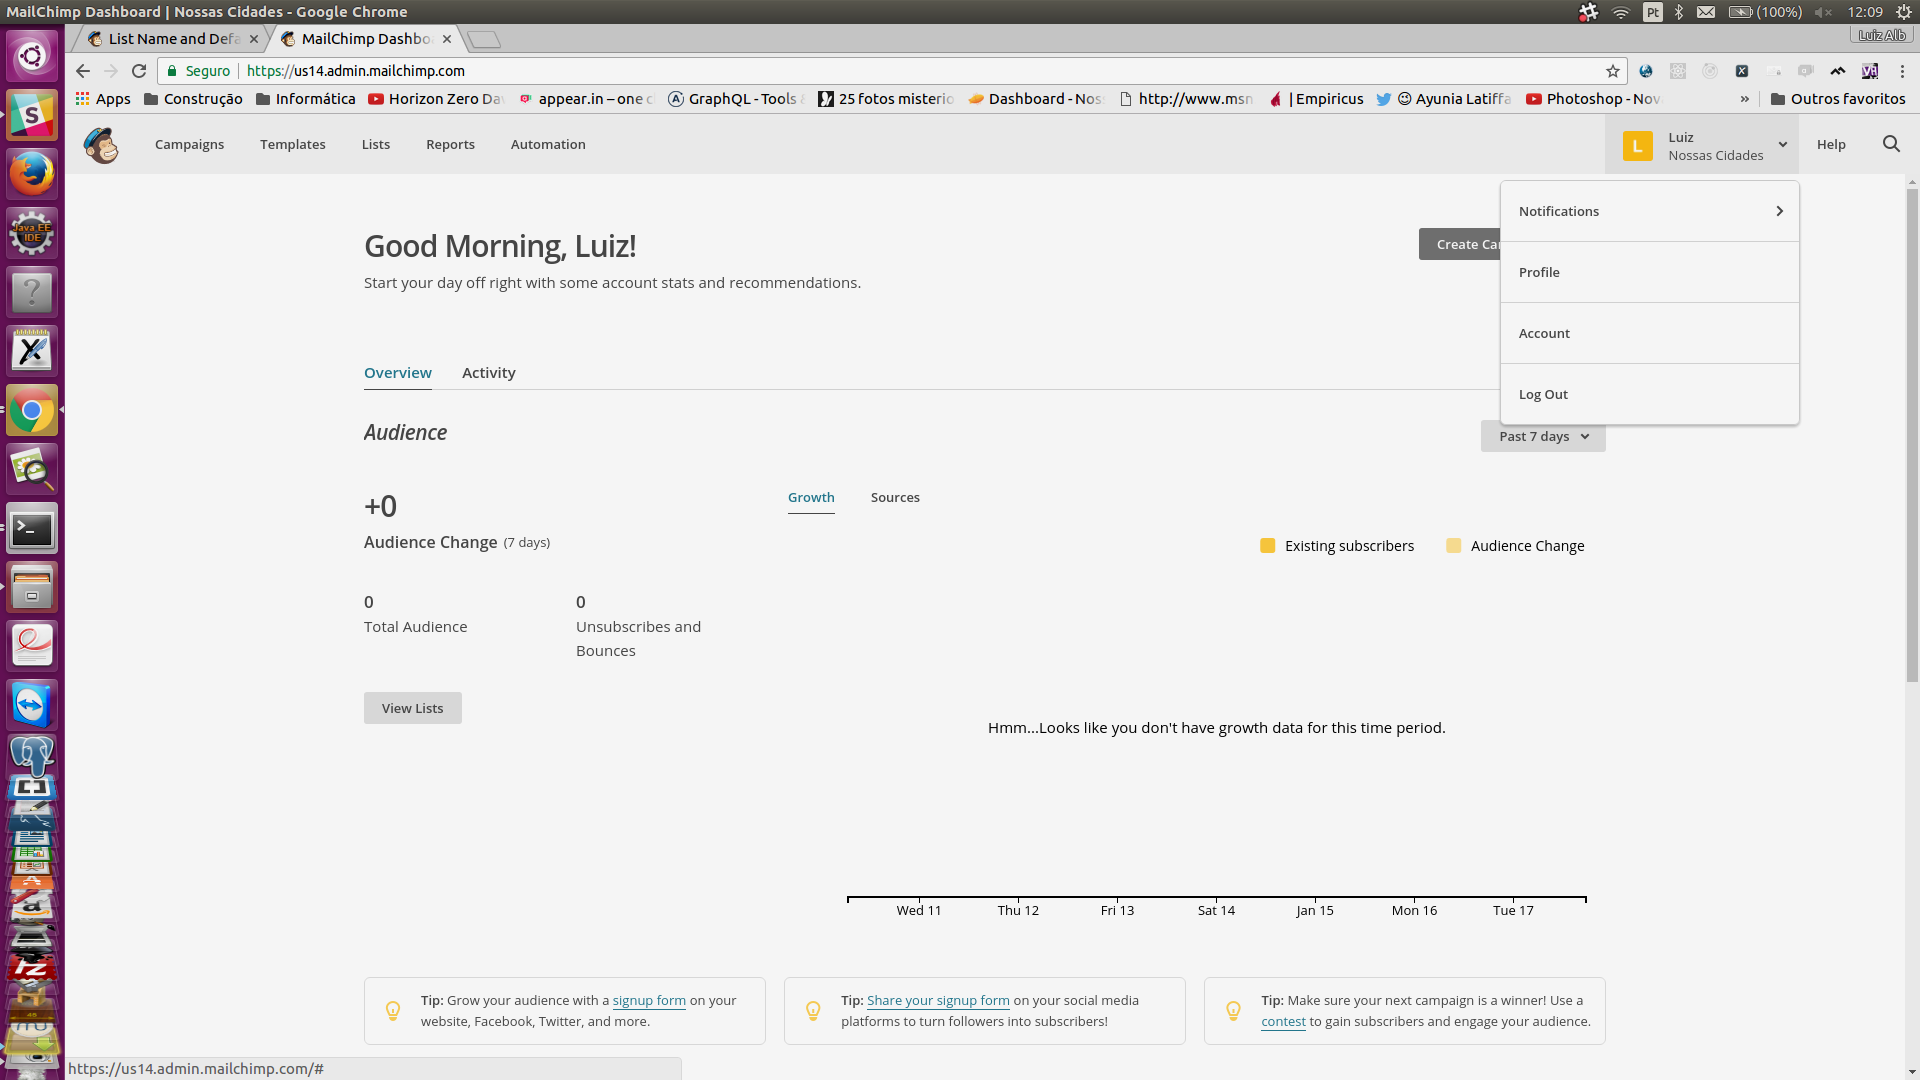 MailChimp Dashboard | Nossas Cidades - Google Chrome
Pt
(100%)
12:09
List Name and Defa
MailChimp Dashbo
Luiz Alb
Seguro
https://us14.admin.mailchimp.com
Apps
Construção
Informática
Horizon Zero Da
appear.in – one c
GraphQL - Tools
25 fotos misterio
Dashboard - Nos
http://www.msn
| Empiricus
Ayunia Latiffa
Photoshop - Nov
»
Outros favoritos
Campaigns
Templates
Lists
Reports
Automation
L
Luiz
Nossas Cidades
Help
Notifications
Profile
Account
Log Out
Good Morning, Luiz!
Create Ca
Start your day off right with some account stats and recommendations.
Overview
Activity
Audience
Past 7 days
+0
Audience Change (7 days)
Growth
Sources
Existing subscribers
Audience Change
0
Total Audience
0
Unsubscribes and
Bounces
View Lists
Hmm...Looks like you don't have growth data for this time period.
Wed 11
Thu 12
Fri 13
Sat 14
Jan 15
Mon 16
Tue 17
Tip: Grow your audience with a signup form on your
website, Facebook, Twitter, and more.
Tip: Share your signup form on your social media
platforms to turn followers into subscribers!
Tip: Make sure your next campaign is a winner! Use a
contest to gain subscribers and engage your audience.
https://us14.admin.mailchimp.com/#
Java EE
IDE